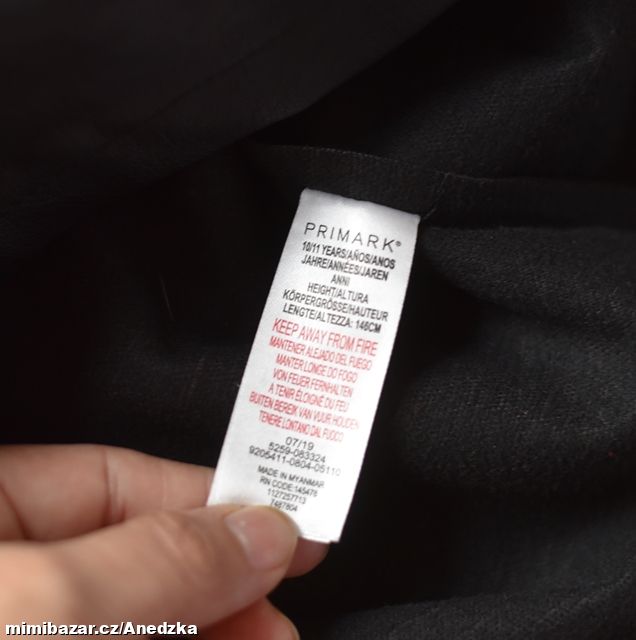 PRIMARK®
10/11 YEARS/AÑOS/ANOS
JAHRE/ANNÉES/JAREN
ANNI
HEIGHT/ALTURA
KÖRPERGRÖSSE/HAUTEUR
LENGTE/ALTEZZA: 146CM
KEEP AWAY FROM FIRE
MANTENER ALEJADO DEL FUEGO
MANTER LONGE DO FOGO
VON FEUER FERNHALTEN
A TENIR ÉLOIGNÉ DU FEU
BUITEN BEREIK VAN VUUR HOUDEN
TENERE LONTANO DAL FUOCO
07/19
5259-083324
9205411-0804-05110
MADE IN MYANMAR
RN CODE:145478
1127257713
7487804
mimibazar.cz/Anedzka